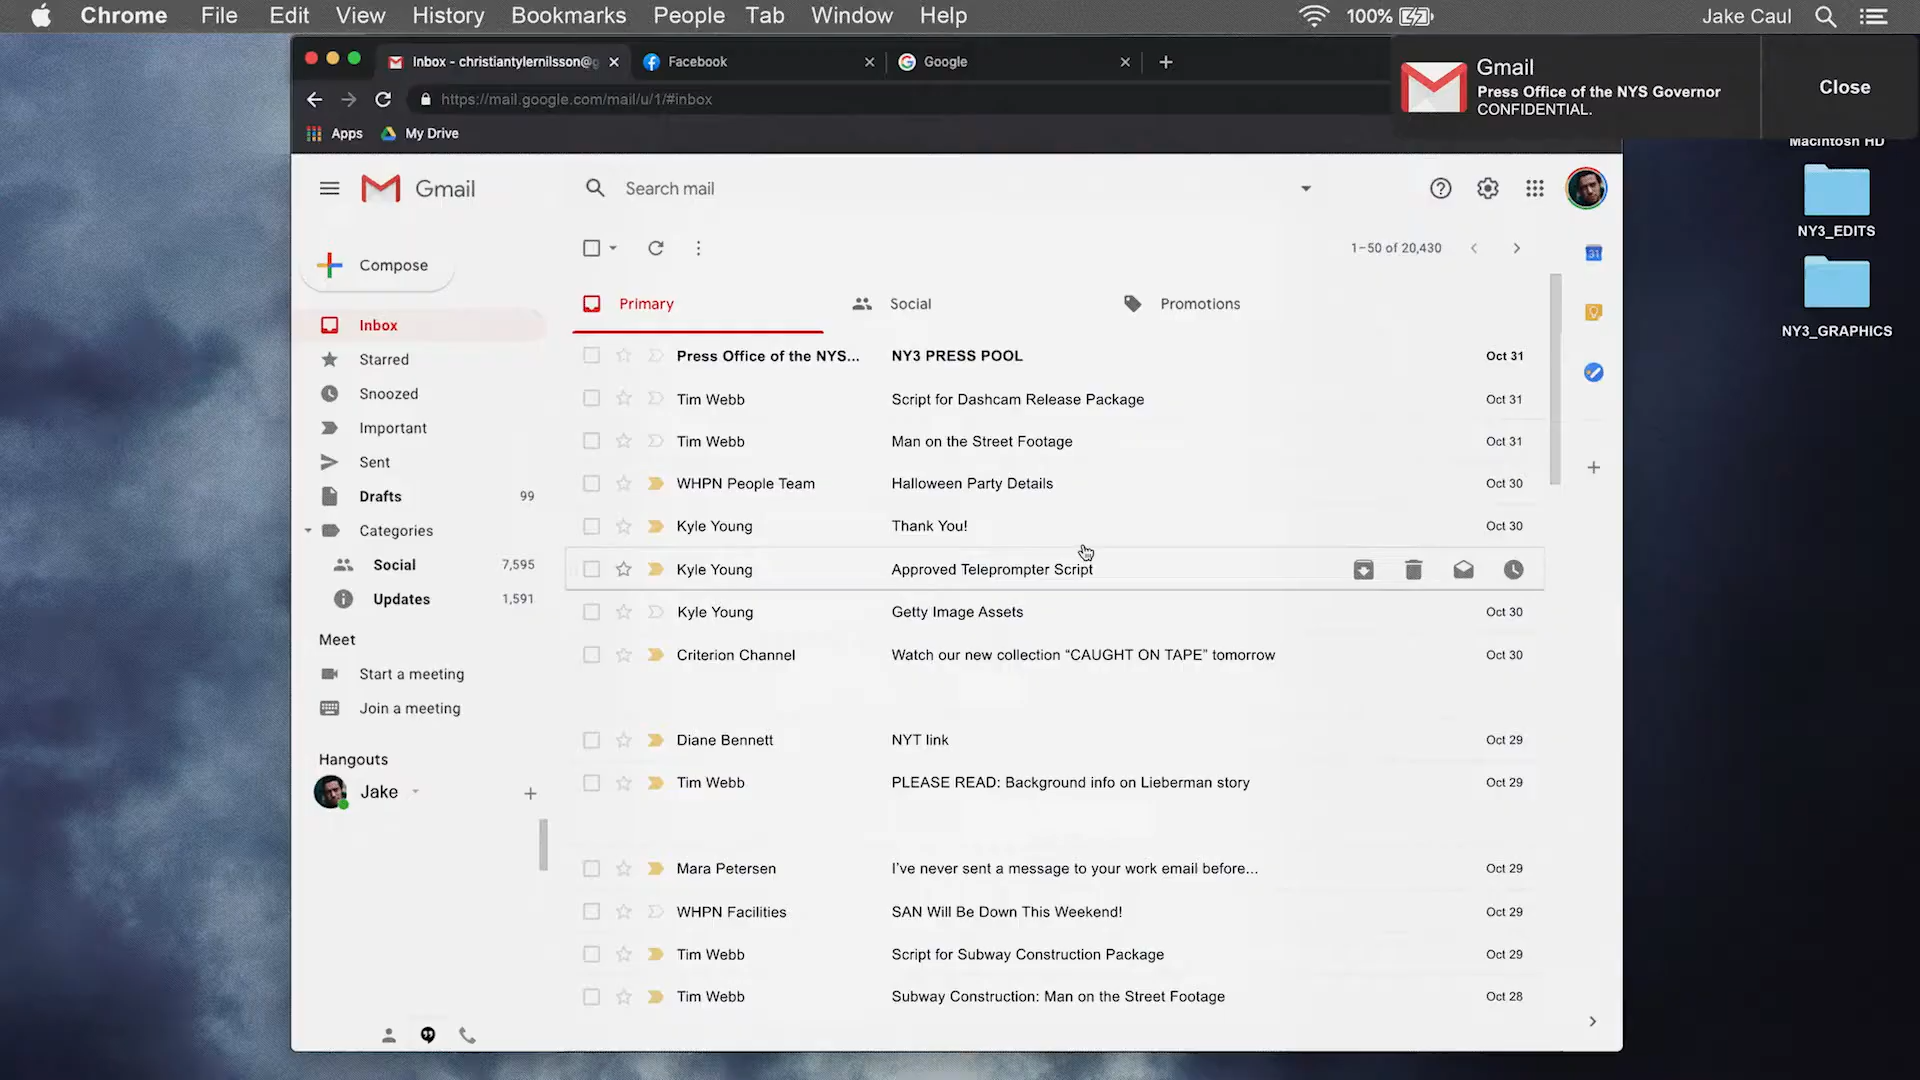 Chrome File Edit View History Bookmarks People Tab Window Help 100% Jake Caul
Inbox - christiantylernilsson@g Facebook Google
https://mail.google.com/mail/u/1/#inbox
Apps My Drive
Gmail
Press Office of the NYS Governor
CONFIDENTIAL.
Close
Macintosh HD
NY3_EDITS
NY3_GRAPHICS
Gmail Search mail
Compose
1–50 of 20,430
31
Primary Social Promotions
Inbox
Starred
Snoozed
Important
Sent
Drafts 99
Categories
Social 7,595
Updates 1,591
Meet
Start a meeting
Join a meeting
Hangouts
Jake
Press Office of the NYS... NY3 PRESS POOL Oct 31
Tim Webb Script for Dashcam Release Package Oct 31
Tim Webb Man on the Street Footage Oct 31
WHPN People Team Halloween Party Details Oct 30
Kyle Young Thank You! Oct 30
Kyle Young Approved Teleprompter Script
Kyle Young Getty Image Assets Oct 30
Criterion Channel Watch our new collection “CAUGHT ON TAPE” tomorrow Oct 30
Diane Bennett NYT link Oct 29
Tim Webb PLEASE READ: Background info on Lieberman story Oct 29
Mara Petersen I’ve never sent a message to your work email before... Oct 29
WHPN Facilities SAN Will Be Down This Weekend! Oct 29
Tim Webb Script for Subway Construction Package Oct 29
Tim Webb Subway Construction: Man on the Street Footage Oct 28